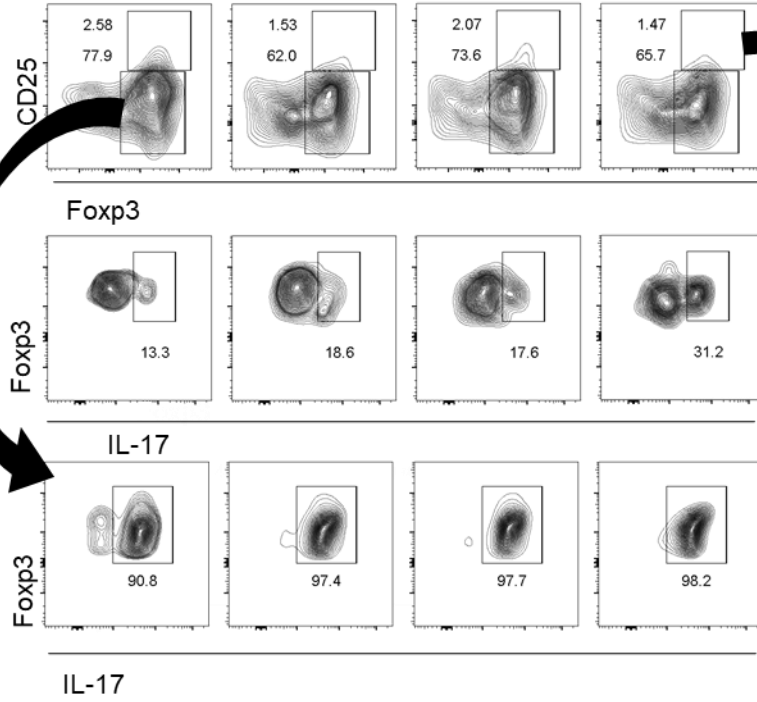 2.58 1.53 2.07 1.47
77.9 62.0 73.6 65.7
CD25
Foxp3
Foxp3
13.3 18.6 17.6 31.2
IL-17
Foxp3
90.8 97.4 97.7 98.2
IL-17